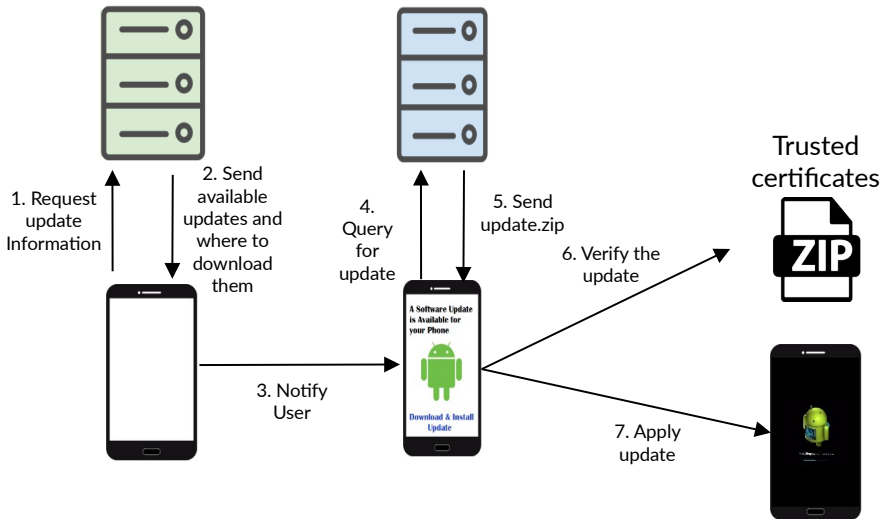 1. Request
update
Information
2. Send
available
updates and
where to
download
them
3. Notify
User
4.
Query
for
update
5. Send
update.zip
A Software Update
is Available for
your Phone
Download & Install
Update
6. Verify the
update
Trusted
certificates
ZIP
7. Apply
update